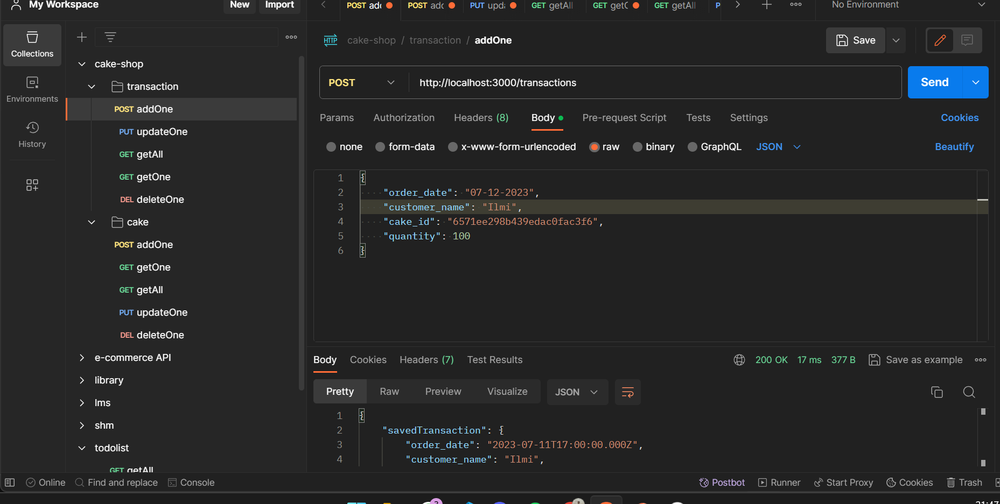 My Workspace
New
Import
POST
POST
PUT
GET getAll
GET
GET getAll
No Environment
Collections
Environments
History
cake-shop
transaction
POST addOne
PUT updateOne
GET getAll
GET getOne
DEL deleteOne
cake
POST addOne
GET getOne
GET getAll
PUT updateOne
DEL deleteOne
e-commerce API
library
lms
shm
todolist
GET getAll
HTTP cake-shop / transaction / addOne
Save
POST http://localhost:3000/transactions
Send
Params Authorization Headers (8) Body Pre-request Script Tests Settings Cookies
none form-data x-www-form-urlencoded raw binary GraphQL JSON Beautify
1 {
2 "order_date": "07-12-2023",
3 "customer_name": "Ilmi",
4 "cake_id": "6571ee298b439edac0fac3f6",
5 "quantity": 100
6 }
Body Cookies Headers (7) Test Results 200 OK 17 ms 377 B Save as example
Pretty Raw Preview Visualize JSON
1 {
2 "savedTransaction": {
3 "order_date": "2023-07-11T17:00:00.000Z",
4 "customer_name": "Ilmi",
Online Find and replace Console Postbot Runner Start Proxy Cookies Trash